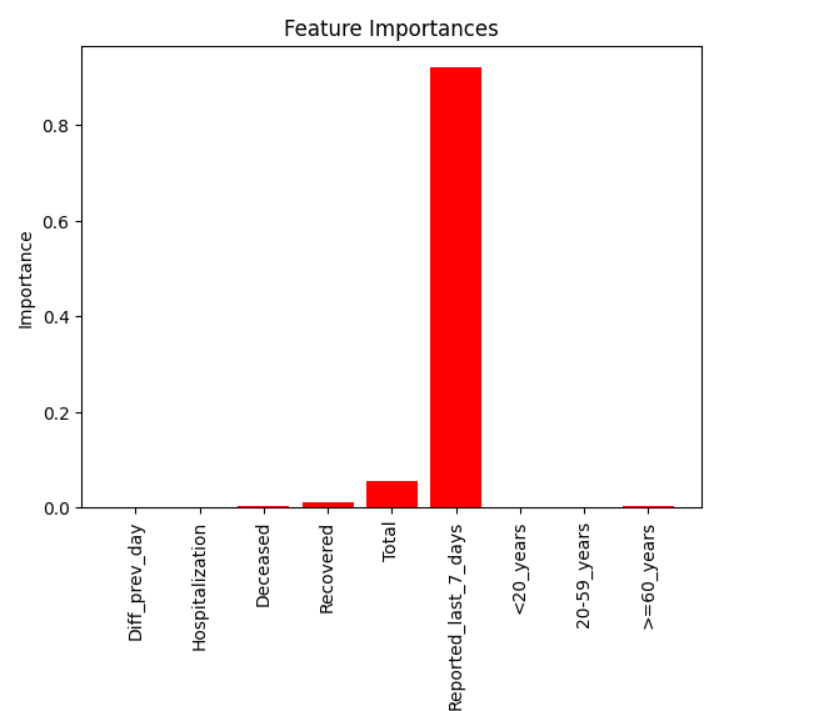 Feature Importances
Importance
0.8
0.6
0.4
0.2
0.0
Diff_prev_day
Hospitalization
Deceased
Recovered
Total
Reported_last_7_days
<20_years
20-59_years
>=60_years